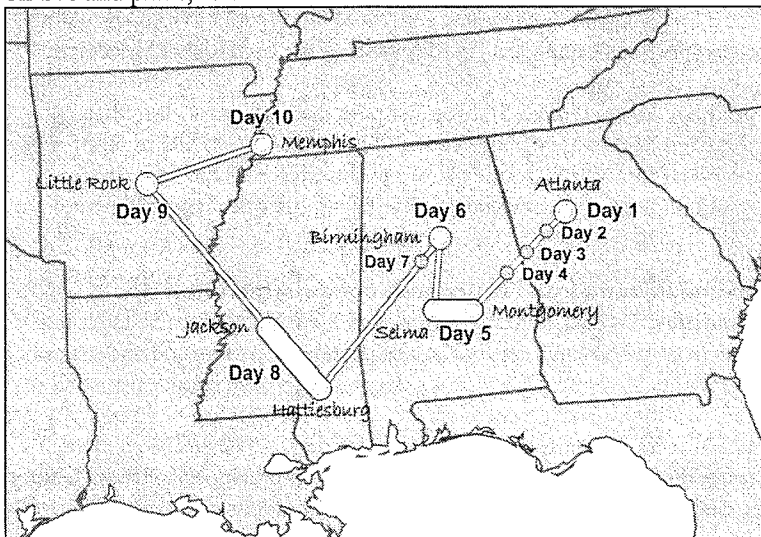 Day 10
Memphis
Little Rock
Day 9
Atlanta
Day 1
Day 2
Day 3
Day 4
Day 6
Birmingham
Day 7
Jackson
Selma
Day 5
Montgomery
Day 8
Hattiesburg